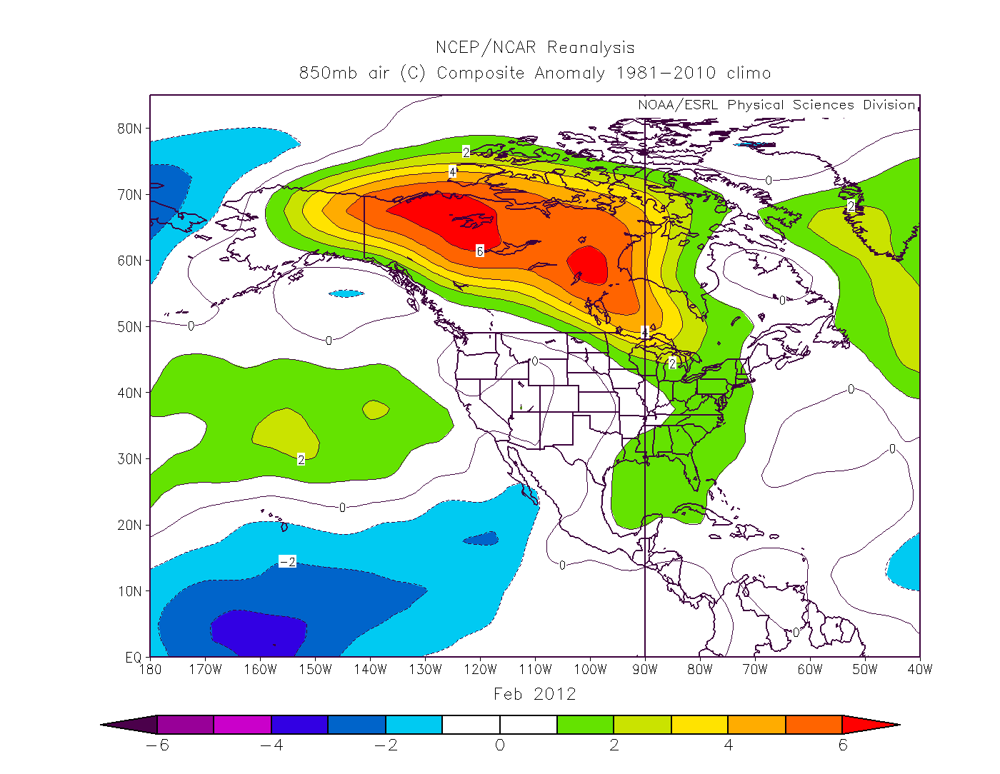 NCEP/NCAR Reanalysis
850mb air (C) Composite Anomaly 1981-2010 climo
NOAA/ESRL Physical Sciences Division
80N
2
4
0
70N
2
6
60N
0
50N
0
0
4
0
2
40N
0
30N
2
0
0
20N
-2
0
10N
0
EQ
180 170W 160W 150W 140W 130W 120W 110W 100W 90W 80W 70W 60W 50W 40W
Feb 2012
-6 -4 -2 0 2 4 6